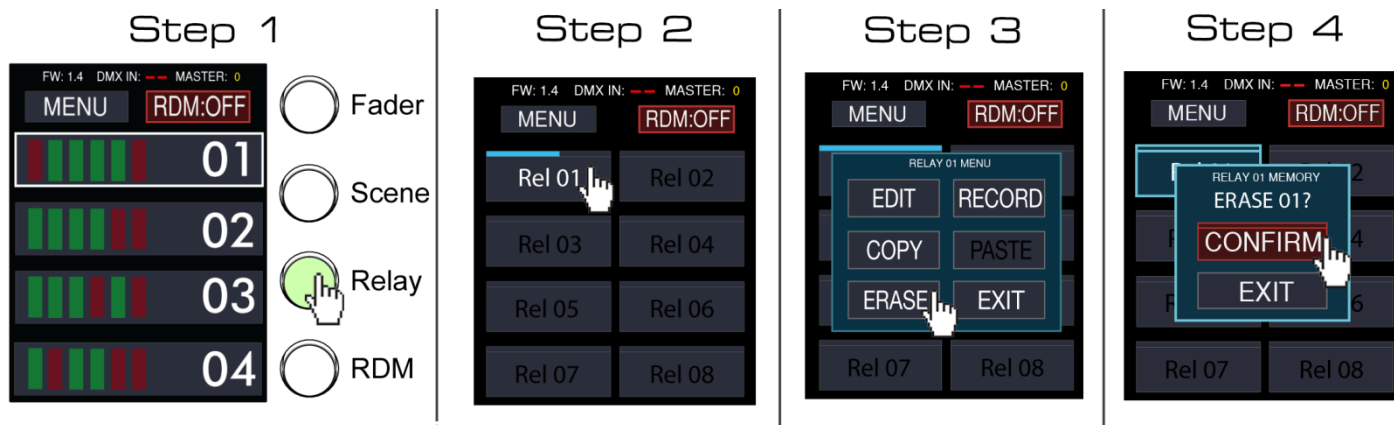 Step 1
FW: 1.4 DMX IN: -- MASTER: 0
MENU RDM:OFF
01
02
03
04
Fader
Scene
Relay
RDM
Step 2
FW: 1.4 DMX IN: -- MASTER: 0
MENU RDM:OFF
Rel 01 Rel 02
Rel 03 Rel 04
Rel 05 Rel 06
Rel 07 Rel 08
Step 3
FW: 1.4 DMX IN: -- MASTER: 0
MENU RDM:OFF
RELAY 01 MENU
EDIT RECORD
COPY PASTE
ERASE EXIT
Rel 07 Rel 08
Step 4
FW: 1.4 DMX IN: -- MASTER: 0
MENU RDM:OFF
RELAY 01 MEMORY
ERASE 01?
CONFIRM
EXIT
Rel 07 Rel 08